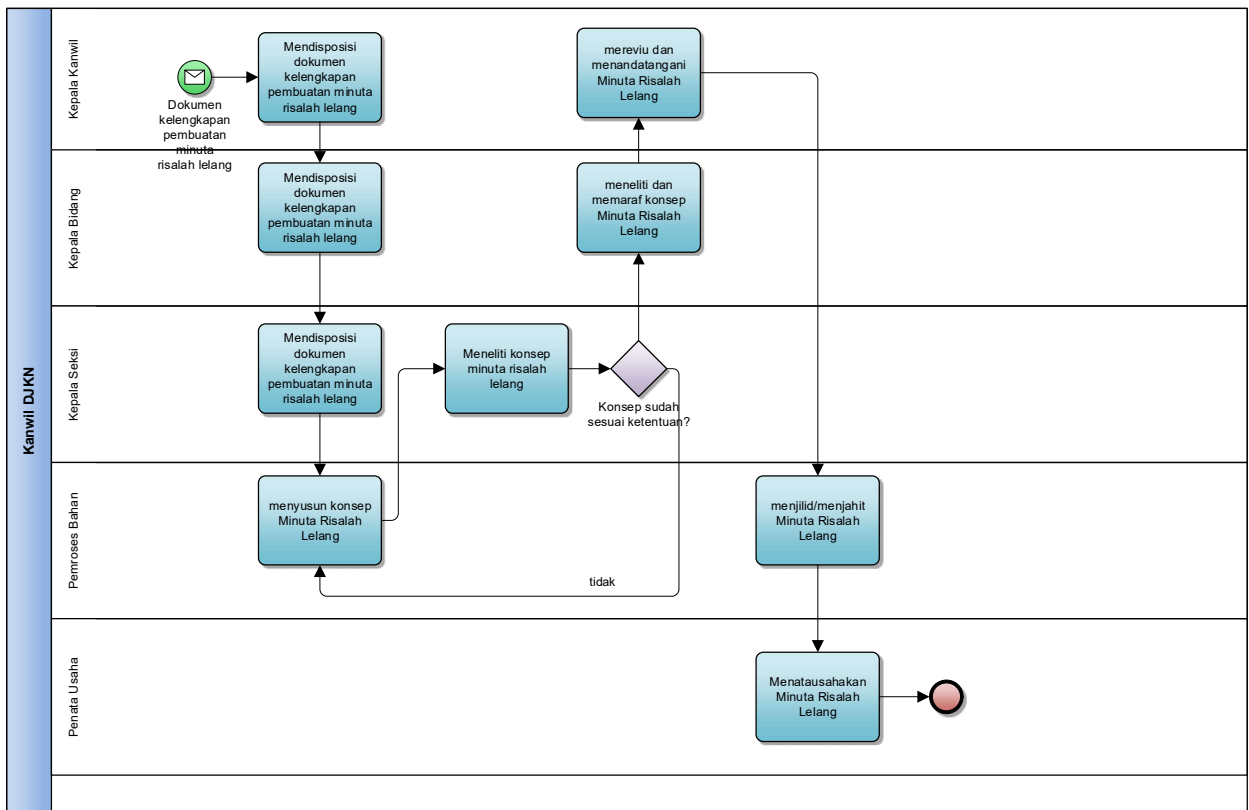 Kanwil DJKN
Kepala Kanwil
Dokumen
kelengkapan
pembuatan
minuta
risalah lelang
Mendisposisi
dokumen
kelengkapan
pembuatan minuta
risalah lelang
mereviu dan
menandatangani
Minuta Risalah
Lelang
Kepala Bidang
Mendisposisi
dokumen
kelengkapan
pembuatan minuta
risalah lelang
meneliti dan
memaraf konsep
Minuta Risalah
Lelang
Kepala Seksi
Mendisposisi
dokumen
kelengkapan
pembuatan minuta
risalah lelang
Meneliti konsep
minuta risalah
lelang
Konsep sudah
sesuai ketentuan?
Pemroses Bahan
menyusun konsep
Minuta Risalah
Lelang
tidak
menjilid/menjahit
Minuta Risalah
Lelang
Penata Usaha
Menatausahakan
Minuta Risalah
Lelang